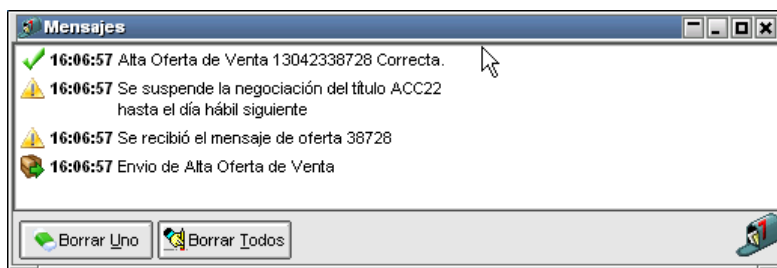 Mensajes
16:06:57 Alta Oferta de Venta 13042338728 Correcta.
16:06:57 Se suspende la negociación del título ACC22
hasta el día hábil siguiente
16:06:57 Se recibió el mensaje de oferta 38728
16:06:57 Envio de Alta Oferta de Venta
Borrar Uno Borrar Todos